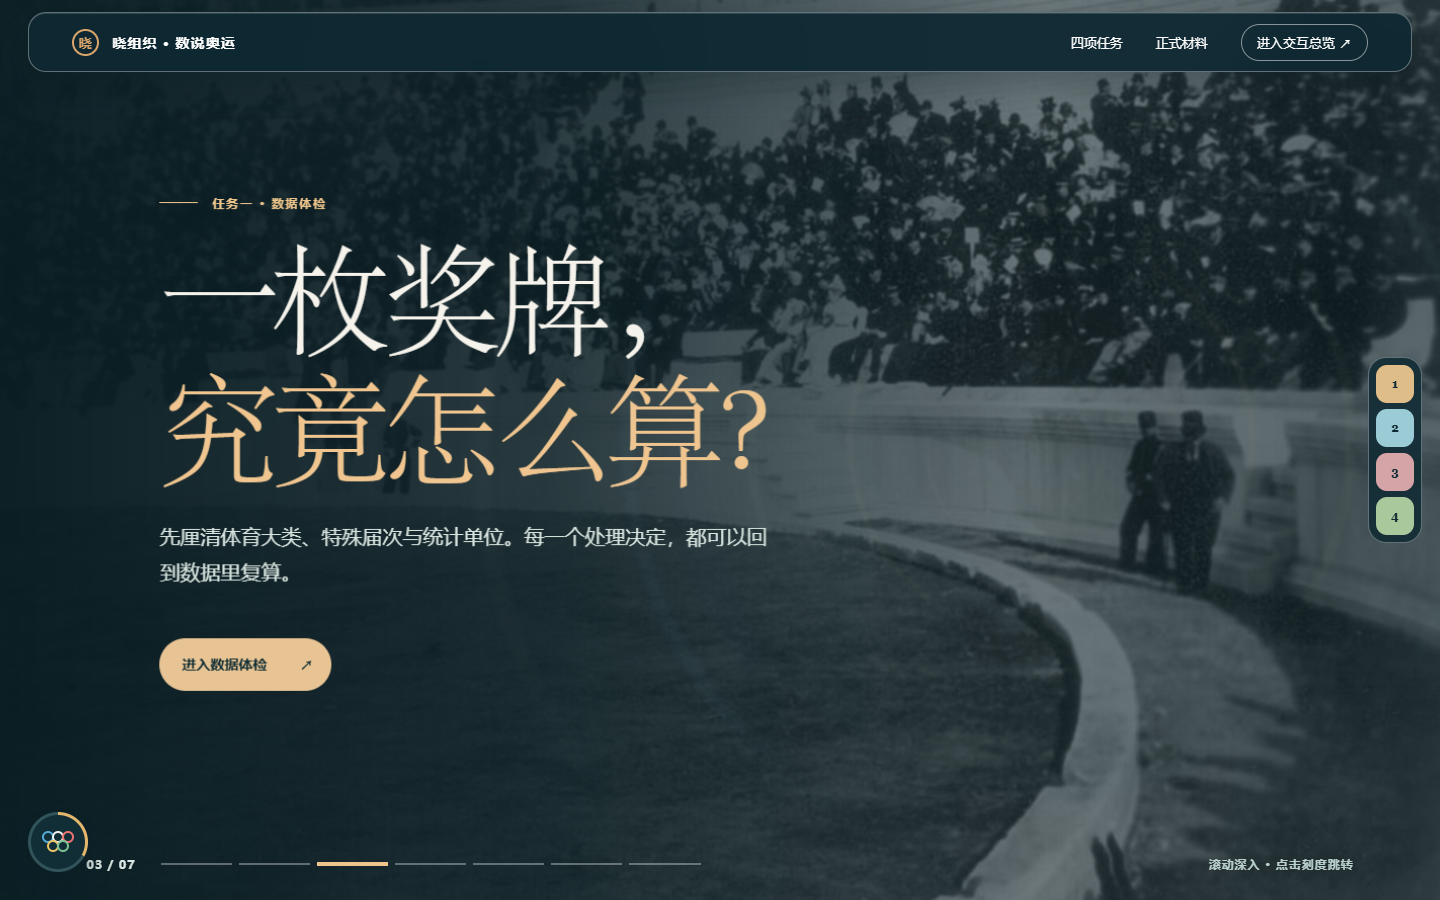 晓 晓组织·数说奥运
四项任务 正式材料 进入交互总览 ↗
任务一·数据体检
一枚奖牌，
究竟怎么算？
先厘清体育大类、特殊届次与统计单位。每一个处理决定，都可以回
到数据里复算。
进入数据体检 ↗
1
2
3
4
03 / 07
滚动深入·点击刻度跳转